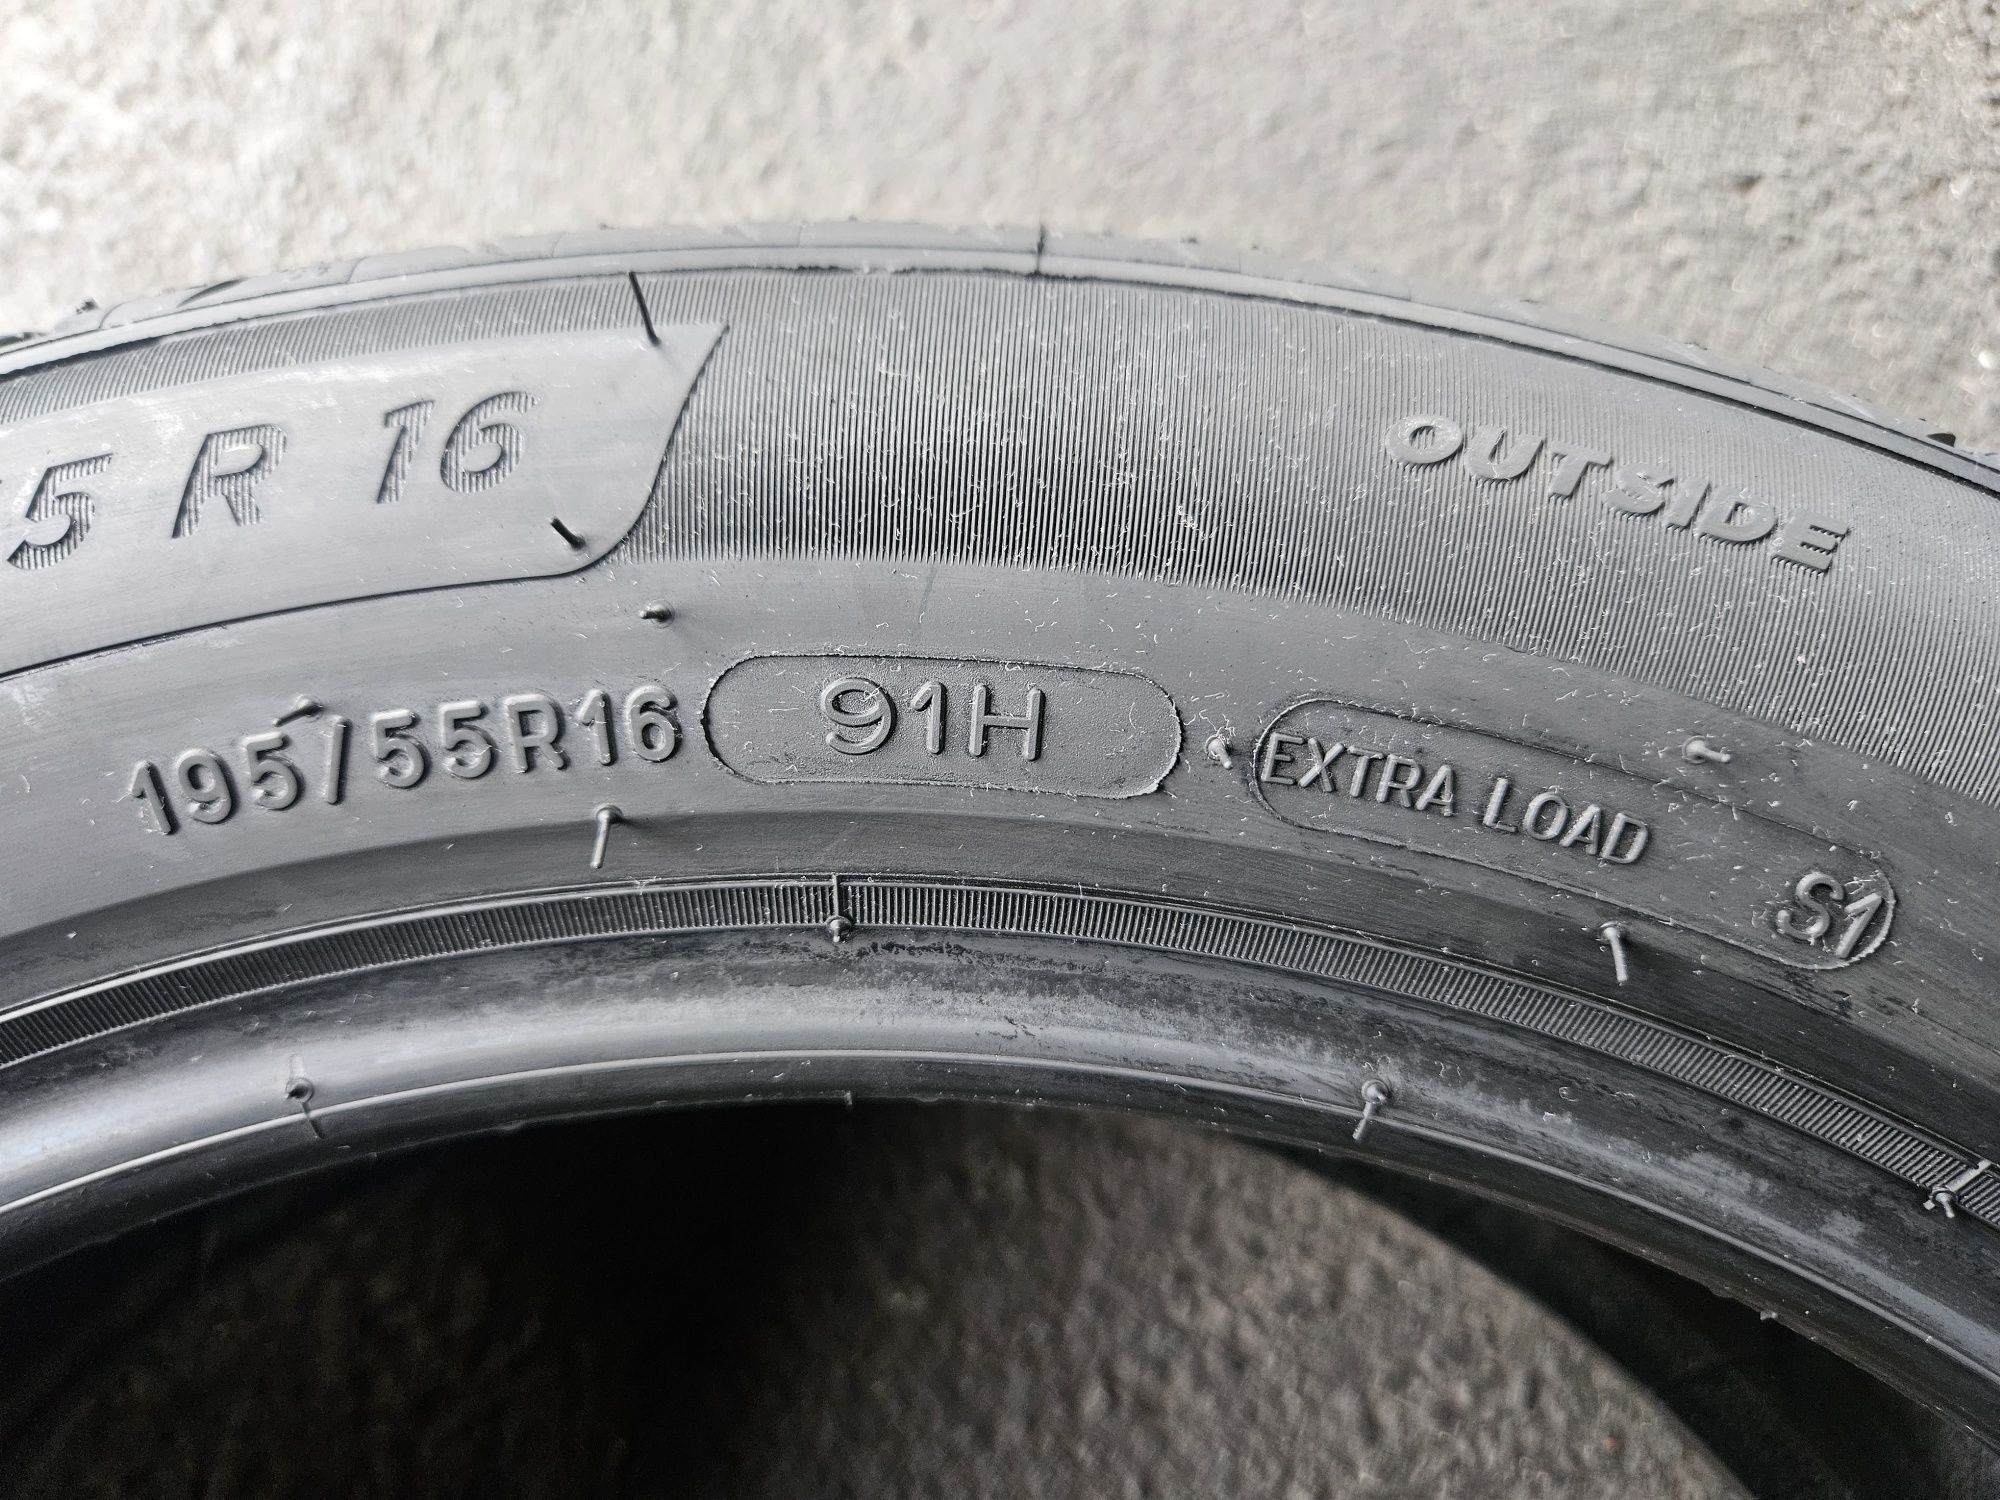 5 R 16
OUTSIDE
195/55R16 91H EXTRA LOAD S1